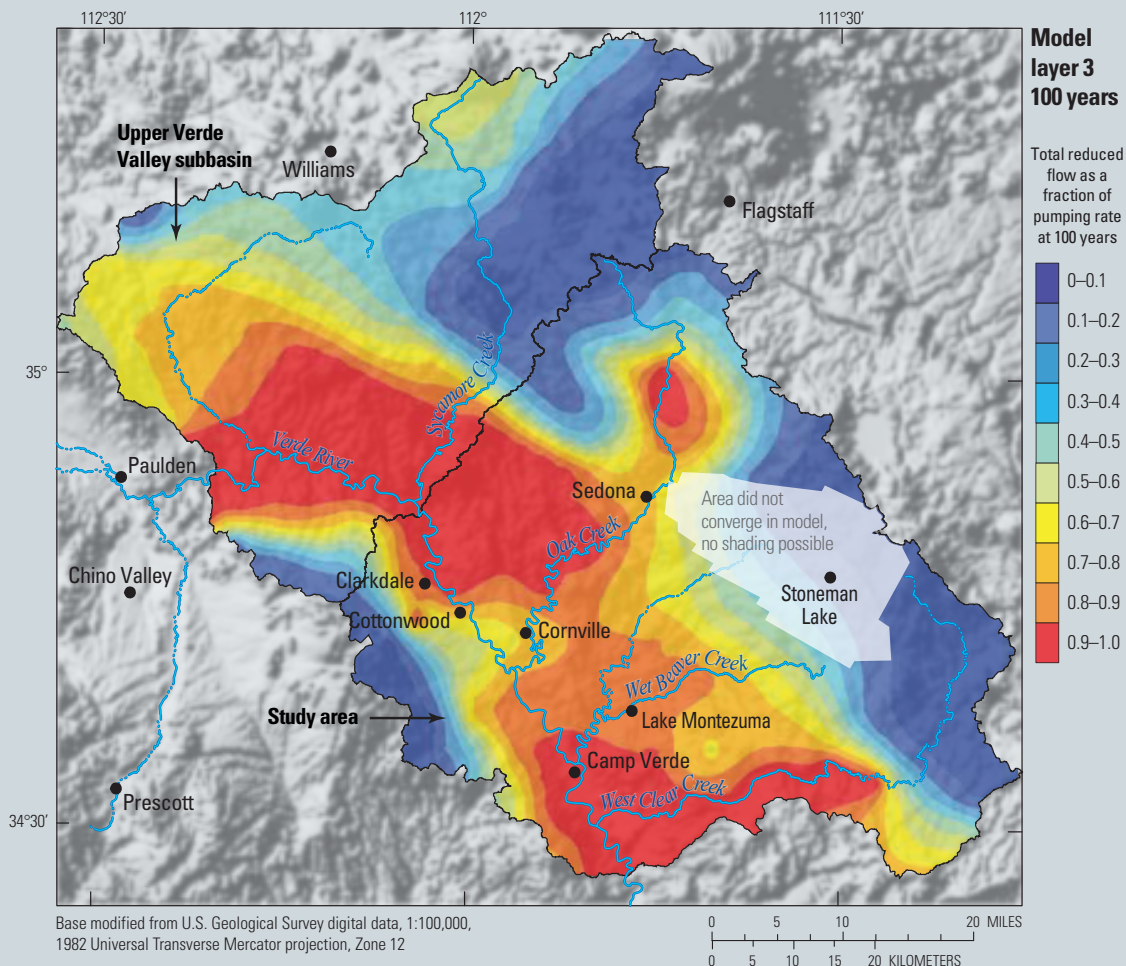 112°30'
112°
111°30'
Model
layer 3
100 years
Upper Verde
Valley subbasin
Williams
Flagstaff
Total reduced
flow as a
fraction of
pumping rate
at 100 years
0–0.1
0.1–0.2
0.2–0.3
0.3–0.4
0.4–0.5
0.5–0.6
0.6–0.7
0.7–0.8
0.8–0.9
0.9–1.0
35°
Sycamore Creek
Verde River
Paulden
Sedona
Area did not
converge in model,
no shading possible
Oak Creek
Chino Valley
Clarkdale
Stoneman
Lake
Cottonwood
Cornville
Wet Beaver Creek
Study area
Lake Montezuma
Camp Verde
West Clear Creek
Prescott
34°30'
Base modified from U.S. Geological Survey digital data, 1:100,000,
1982 Universal Transverse Mercator projection, Zone 12
0 5 10 20 MILES
0 5 10 15 20 KILOMETERS